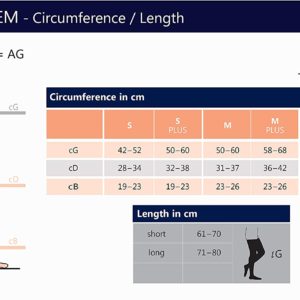 EM - Circumference / Length
= AG
cG
cD
cB
Circumference in cm
S S PLUS M M PLUS
cG 42–52 50–60 50–60 58–68
cD 28–34 32–38 31–37 36–42
cB 19–23 19–23 23–26 23–26
Length in cm
short 61–70
long 71–80
ℓG